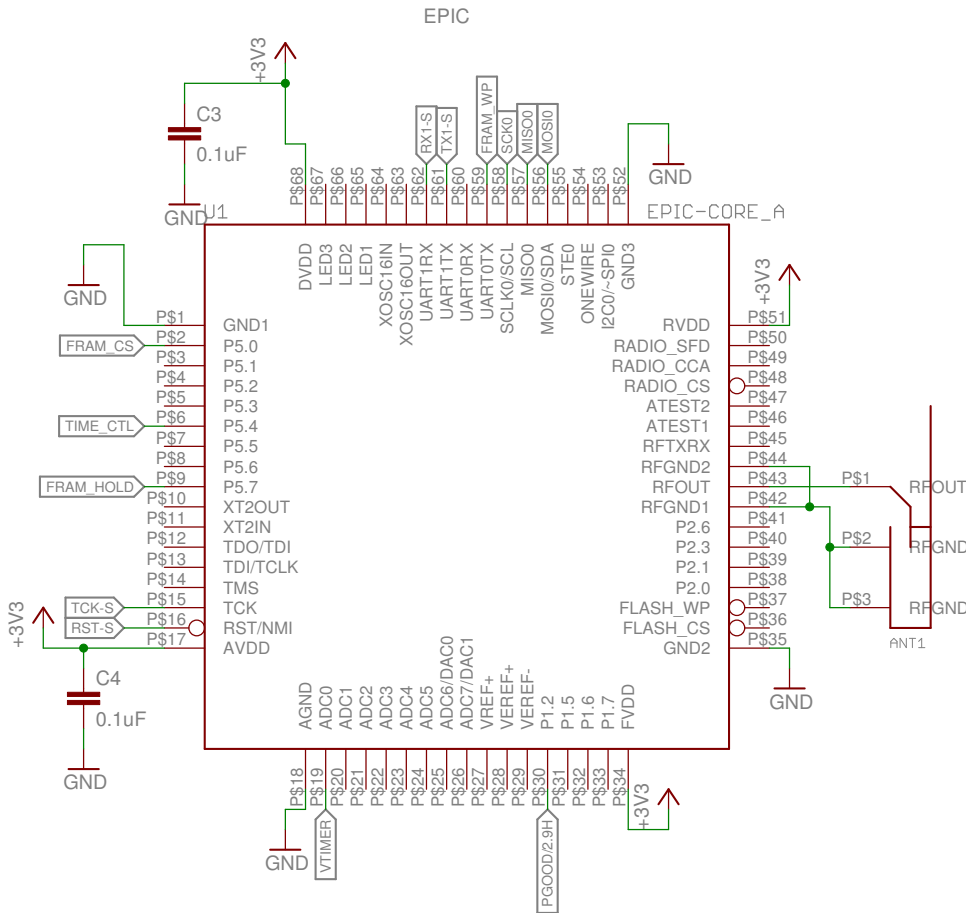 EPIC
+3V3
C3
0.1uF
GND
RX1-S
TX1-S
FRAM_WP
SCK0
MISO0
MOSI0
GND
P$68
P$67
P$66
P$65
P$64
P$63
P$62
P$61
P$60
P$59
P$58
P$57
P$56
P$55
P$54
P$53
P$52
U1
EPIC-CORE_A
DVDD
LED3
LED2
LED1
XOSC16IN
XOSC16OUT
UART1RX
UART1TX
UART0RX
UART0TX
SCLK0/SCL
MISO0
MOSI0/SDA
STE0
ONEWIRE
I2C0/~SPI0
GND3
GND
P$1 GND1
FRAM_CS P$2 P5.0
P$3 P5.1
P$4 P5.2
P$5 P5.3
TIME_CTL P$6 P5.4
P$7 P5.5
P$8 P5.6
FRAM_HOLD P$9 P5.7
P$10 XT2OUT
P$11 XT2IN
P$12 TDO/TDI
P$13 TDI/TCLK
P$14 TMS
TCK-S P$15 TCK
RST-S P$16 RST/NMI
P$17 AVDD
+3V3
C4
0.1uF
GND
+3V3
RVDD P$51
RADIO_SFD P$50
RADIO_CCA P$49
RADIO_CS P$48
ATEST2 P$47
ATEST1 P$46
RFTXRX P$45
RFGND2 P$44
RFOUT P$43
RFGND1 P$42
P2.6 P$41
P2.3 P$40
P2.1 P$39
P2.0 P$38
FLASH_WP P$37
FLASH_CS P$36
GND2 P$35
P$1 RFOUT
P$2 RFGND
P$3 RFGND
ANT1
GND
AGND
ADC0
ADC1
ADC2
ADC3
ADC4
ADC5
ADC6/DAC0
ADC7/DAC1
VREF+
VEREF+
VEREF-
P1.2
P1.5
P1.6
P1.7
FVDD
P$18
P$19
P$20
P$21
P$22
P$23
P$24
P$25
P$26
P$27
P$28
P$29
P$30
P$31
P$32
P$33
P$34
GND
VTIMER
PGOOD/2.9H
+3V3